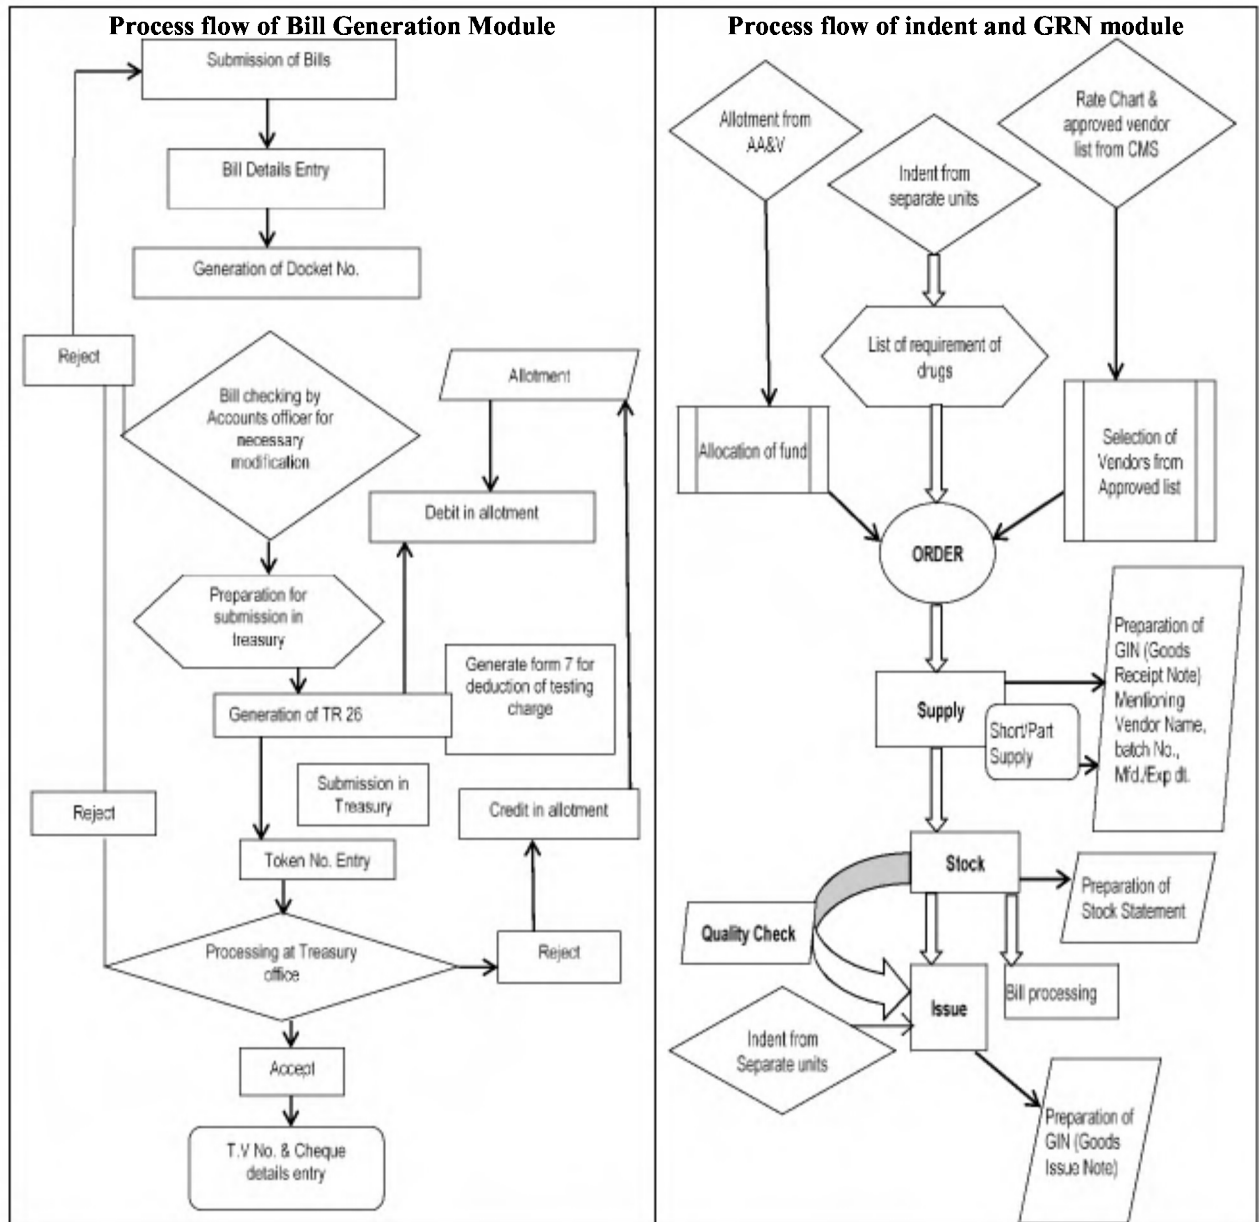 Process flow of Bill Generation Module
Submission of Bills
Bill Details Entry
Generation of Docket No.
Reject
Bill checking by
Accounts officer for
necessary
modification
Allotment
Debit in allotment
Preparation for
submission in
treasury
Generate form 7 for
deduction of testing
charge
Generation of TR 26
Submission in
Treasury
Reject
Credit in allotment
Token No. Entry
Processing at Treasury
office
Reject
Accept
T.V No. & Cheque
details entry
Process flow of indent and GRN module
Allotment from
AA&V
Indent from
separate units
Rate Chart &
approved vendor
list from CMS
List of requirement of
drugs
Allocation of fund
Selection of
Vendors from
Approved list
ORDER
Supply
Short/Part
Supply
Preparation of
GIN (Goods
Receipt Note)
Mentioning
Vendor Name,
batch No.,
Mfd./Exp dt.
Stock
Preparation of
Stock Statement
Quality Check
Issue
Bill processing
Indent from
Separate units
Preparation of
GIN (Goods
Issue Note)